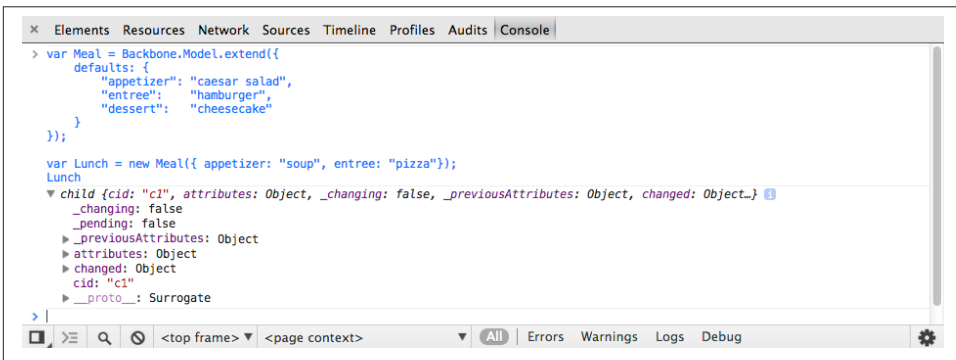 × Elements Resources Network Sources Timeline Profiles Audits Console
> var Meal = Backbone.Model.extend({
defaults: {
"appetizer": "caesar salad",
"entree": "hamburger",
"dessert": "cheesecake"
}
});
var Lunch = new Meal({ appetizer: "soup", entree: "pizza"});
Lunch
▼ child {cid: "c1", attributes: Object, _changing: false, _previousAttributes: Object, changed: Object…} i
_changing: false
_pending: false
▶ _previousAttributes: Object
▶ attributes: Object
▶ changed: Object
cid: "c1"
▶ __proto__: Surrogate
>
<top frame> ▼ <page context> ▼ All Errors Warnings Logs Debug